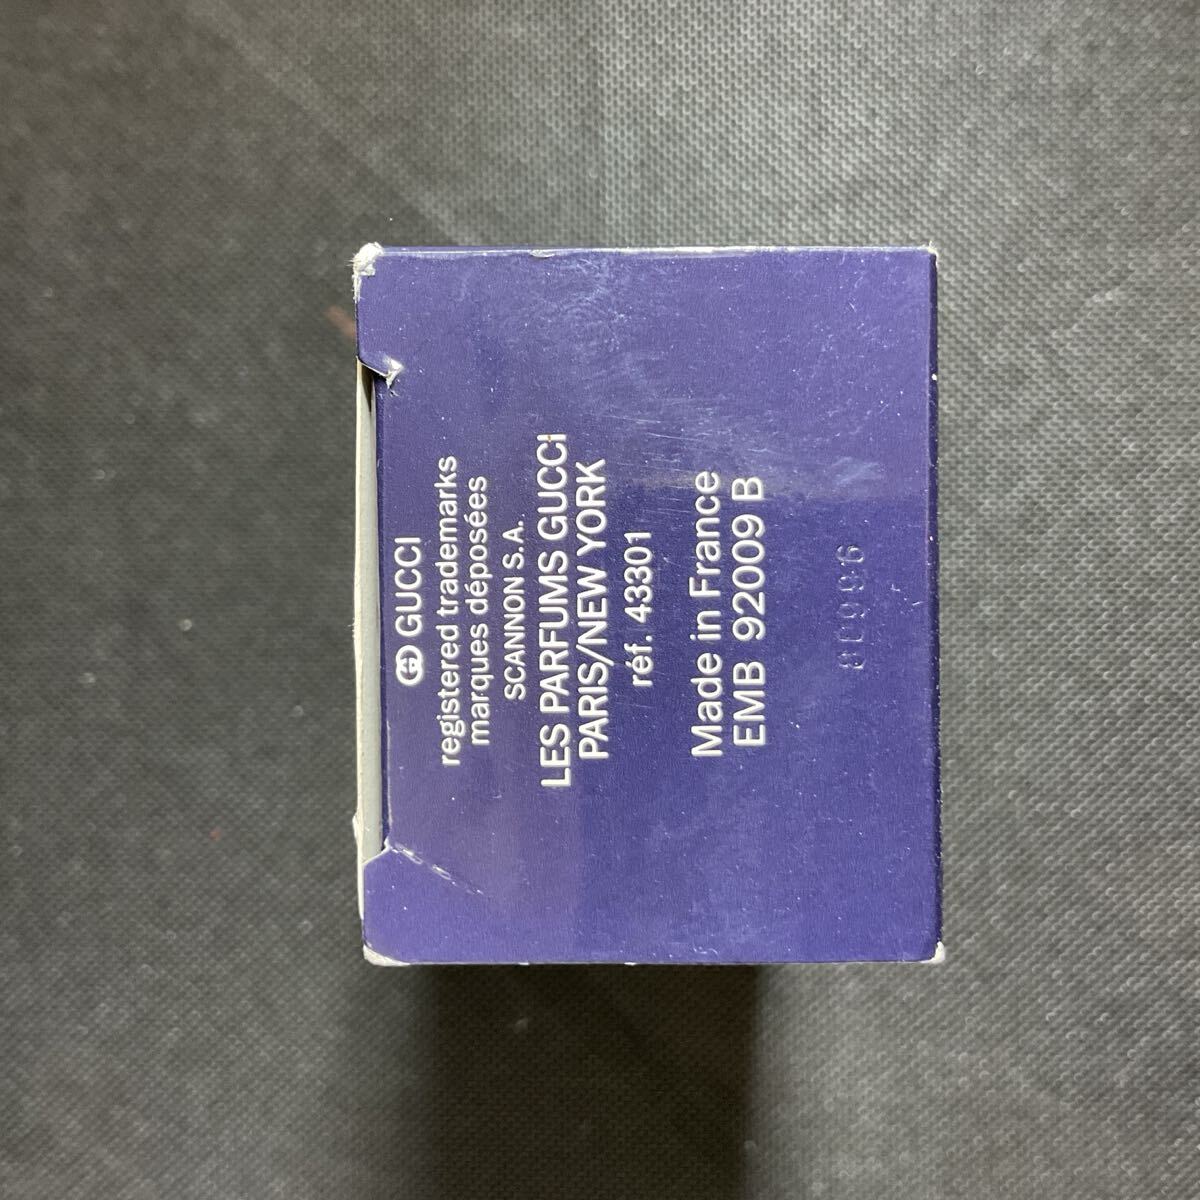 GUCCI
registered trademarks
marques déposées
SCANNON S.A.
LES PARFUMS GUCCI
PARIS/NEW YORK
réf. 43301
Made in France
EMB 92009 B